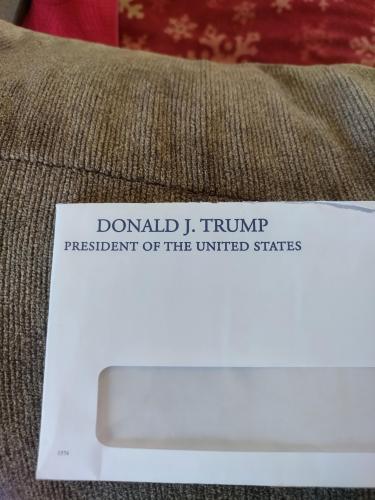 DONALD J. TRUMP
PRESIDENT OF THE UNITED STATES